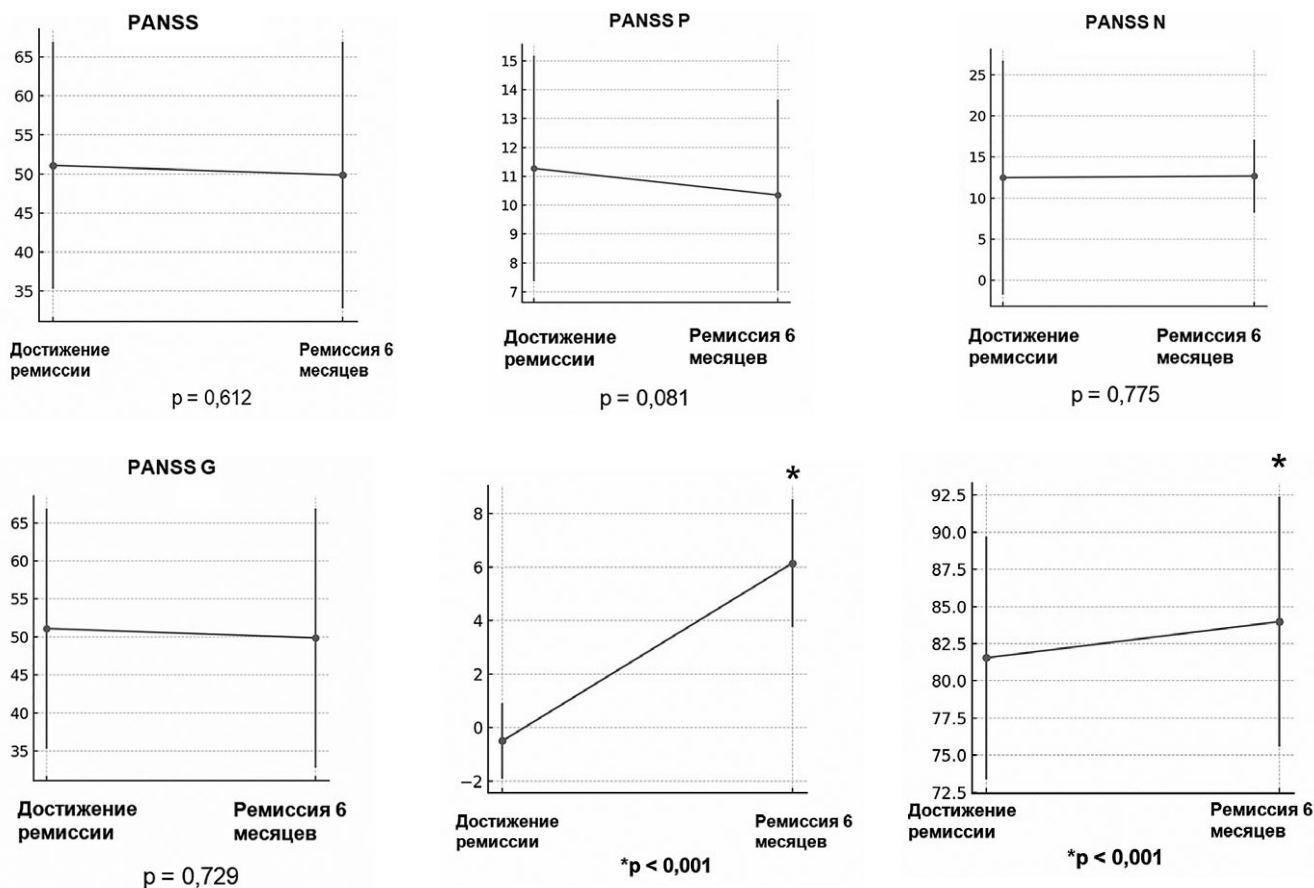 PANSS
65
60
55
50
45
40
35
Достижение
ремиссии
Ремиссия 6
месяцев
p = 0,612
PANSS P
15
14
13
12
11
10
9
8
7
Достижение
ремиссии
Ремиссия 6
месяцев
p = 0,081
PANSS N
25
20
15
10
5
0
Достижение
ремиссии
Ремиссия 6
месяцев
p = 0,775
PANSS G
65
60
55
50
45
40
35
Достижение
ремиссии
Ремиссия 6
месяцев
p = 0,729
*
8
6
4
2
0
−2
Достижение
ремиссии
Ремиссия 6
месяцев
*p < 0,001
*
92.5
90.0
87.5
85.0
82.5
80.0
77.5
75.0
72.5
Достижение
ремиссии
Ремиссия 6
месяцев
*p < 0,001